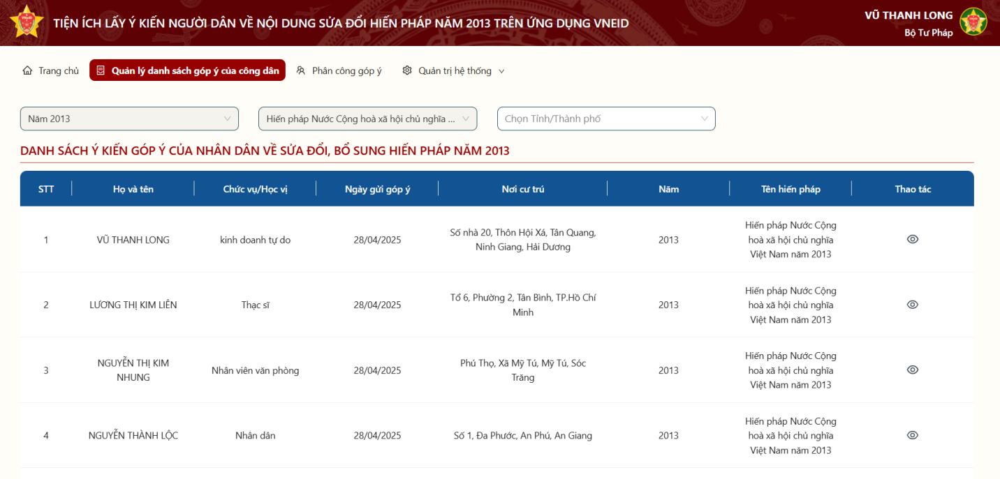 VNeID
TIỆN ÍCH LẤY Ý KIẾN NGƯỜI DÂN VỀ NỘI DUNG SỬA ĐỔI HIẾN PHÁP NĂM 2013 TRÊN ỨNG DỤNG VNEID
VŨ THANH LONG
Bộ Tư Pháp
Trang chủ
Quản lý danh sách góp ý của công dân
Phân công góp ý
Quản trị hệ thống
Năm 2013
Hiến pháp Nước Cộng hoà xã hội chủ nghĩa ...
Chọn Tỉnh/Thành phố
DANH SÁCH Ý KIẾN GÓP Ý CỦA NHÂN DÂN VỀ SỬA ĐỔI, BỔ SUNG HIẾN PHÁP NĂM 2013
STT
Họ và tên
Chức vụ/Học vị
Ngày gửi góp ý
Nơi cư trú
Năm
Tên hiến pháp
Thao tác
1
VŨ THANH LONG
kinh doanh tự do
28/04/2025
Số nhà 20, Thôn Hội Xá, Tân Quang,
Ninh Giang, Hải Dương
2013
Hiến pháp Nước Cộng
hoà xã hội chủ nghĩa
Việt Nam năm 2013
2
LƯƠNG THỊ KIM LIÊN
Thạc sĩ
28/04/2025
Tổ 6, Phường 2, Tân Bình, TP.Hồ Chí
Minh
2013
Hiến pháp Nước Cộng
hoà xã hội chủ nghĩa
Việt Nam năm 2013
3
NGUYỄN THỊ KIM
NHUNG
Nhân viên văn phòng
28/04/2025
Phú Thọ, Xã Mỹ Tú, Mỹ Tú, Sóc
Trăng
2013
Hiến pháp Nước Cộng
hoà xã hội chủ nghĩa
Việt Nam năm 2013
4
NGUYỄN THÀNH LỘC
Nhân dân
28/04/2025
Số 1, Đa Phước, An Phú, An Giang
2013
Hiến pháp Nước Cộng
hoà xã hội chủ nghĩa
Việt Nam năm 2013